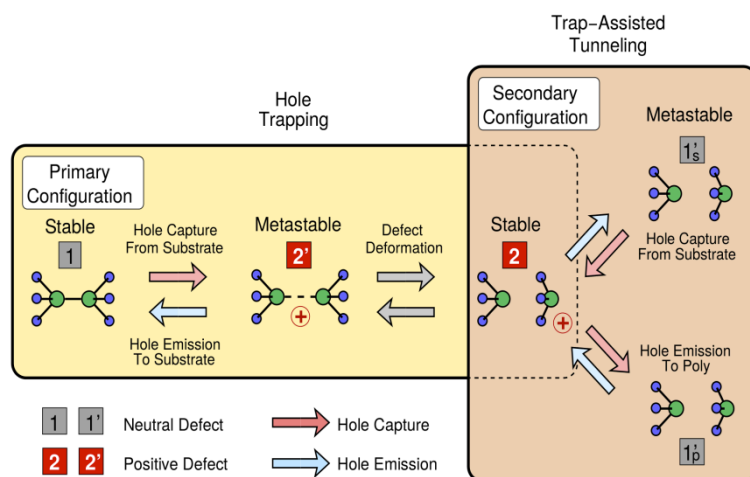 Trap-Assisted
Tunneling
Hole
Trapping
Secondary
Configuration
Metastable
1's
Primary
Configuration
Stable
1
Hole Capture
From Substrate
Metastable
2'
Defect
Deformation
Stable
2
Hole Capture
From Substrate
+
+
Hole Emission
To Substrate
Hole Emission
To Poly
1'p
1 1' Neutral Defect
Hole Capture
2 2' Positive Defect
Hole Emission